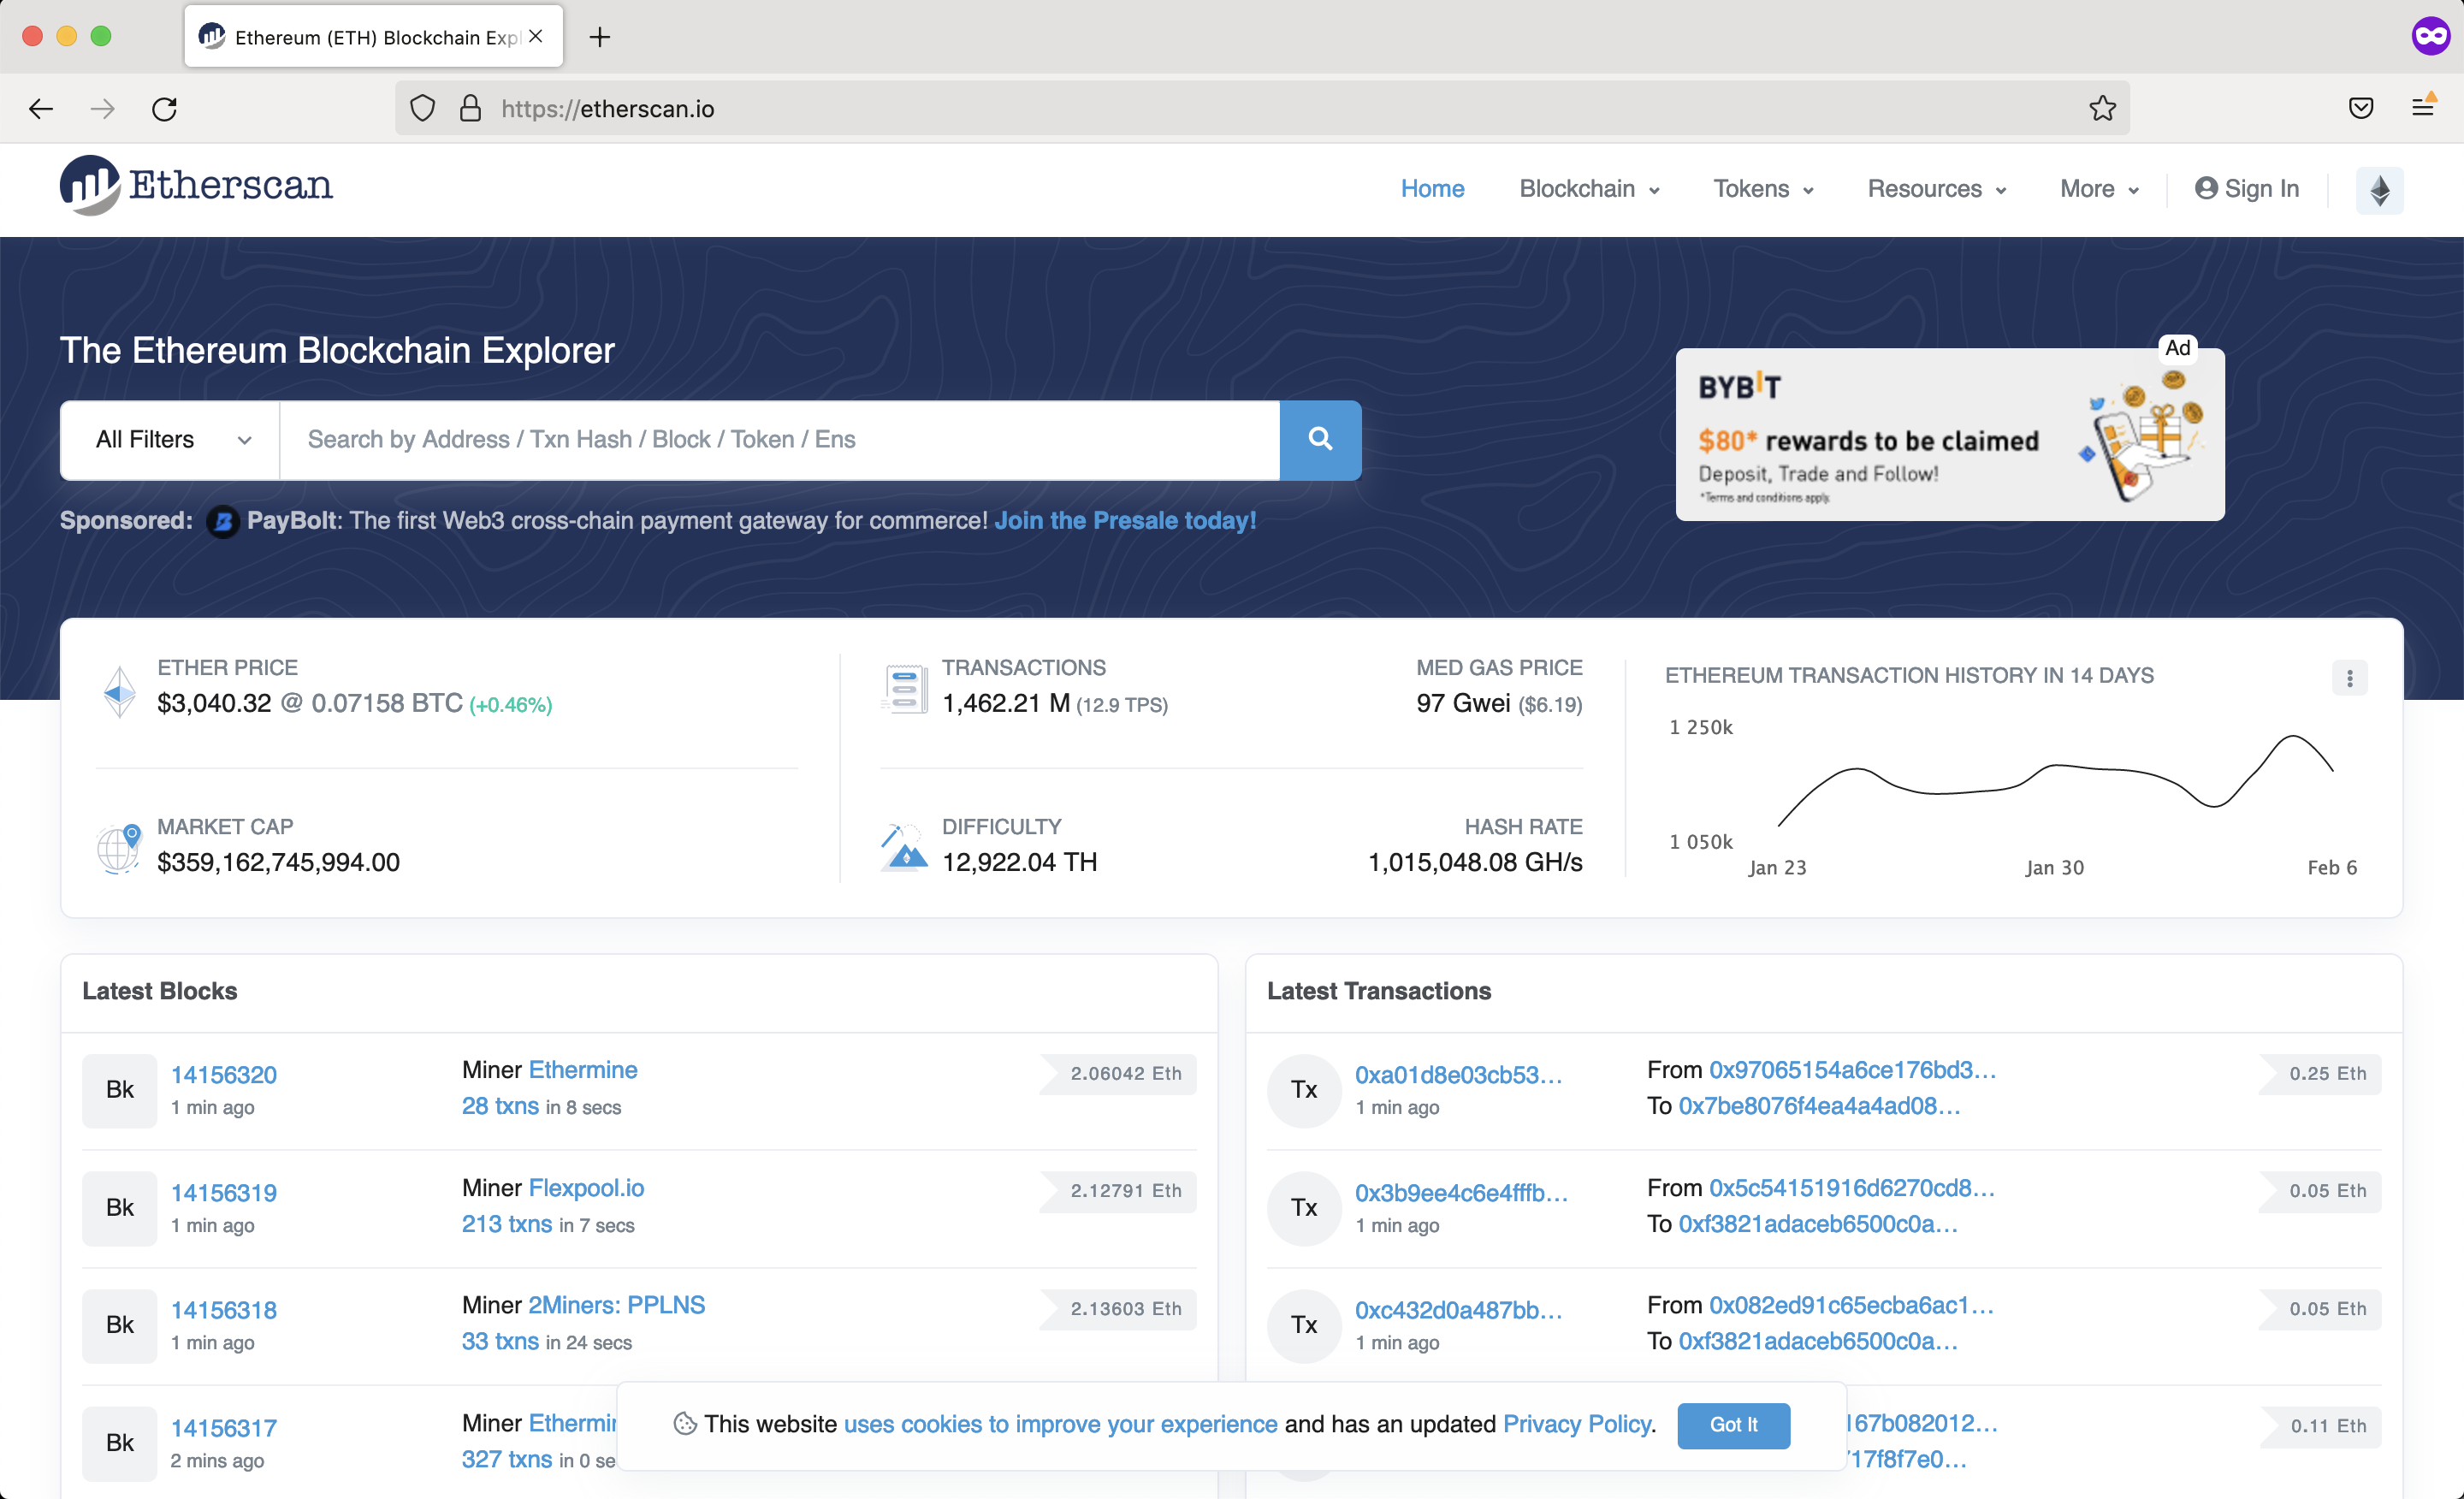 Ethereum (ETH) Blockchain Expl
https://etherscan.io
Etherscan
Home
Blockchain
Tokens
Resources
More
Sign In
The Ethereum Blockchain Explorer
All Filters
Search by Address / Txn Hash / Block / Token / Ens
Sponsored: PayBolt: The first Web3 cross-chain payment gateway for commerce! Join the Presale today!
Ad
BYBIT
$80* rewards to be claimed
Deposit, Trade and Follow!
*Terms and conditions apply.
ETHER PRICE
$3,040.32 @ 0.07158 BTC (+0.46%)
MARKET CAP
$359,162,745,994.00
TRANSACTIONS
1,462.21 M (12.9 TPS)
MED GAS PRICE
97 Gwei ($6.19)
DIFFICULTY
12,922.04 TH
HASH RATE
1,015,048.08 GH/s
ETHEREUM TRANSACTION HISTORY IN 14 DAYS
1 250k
1 050k
Jan 23
Jan 30
Feb 6
Latest Blocks
Bk
14156320
1 min ago
Miner Ethermine
28 txns in 8 secs
2.06042 Eth
Bk
14156319
1 min ago
Miner Flexpool.io
213 txns in 7 secs
2.12791 Eth
Bk
14156318
1 min ago
Miner 2Miners: PPLNS
33 txns in 24 secs
2.13603 Eth
Bk
14156317
2 mins ago
Miner Ethermin
327 txns in 0 se
Latest Transactions
Tx
0xa01d8e03cb53...
1 min ago
From 0x97065154a6ce176bd3...
To 0x7be8076f4ea4a4ad08...
0.25 Eth
Tx
0x3b9ee4c6e4fffb...
1 min ago
From 0x5c54151916d6270cd8...
To 0xf3821adaceb6500c0a...
0.05 Eth
Tx
0xc432d0a487bb...
1 min ago
From 0x082ed91c65ecba6ac1...
To 0xf3821adaceb6500c0a...
0.05 Eth
167b082012...
17f8f7e0...
0.11 Eth
This website uses cookies to improve your experience and has an updated Privacy Policy.
Got It